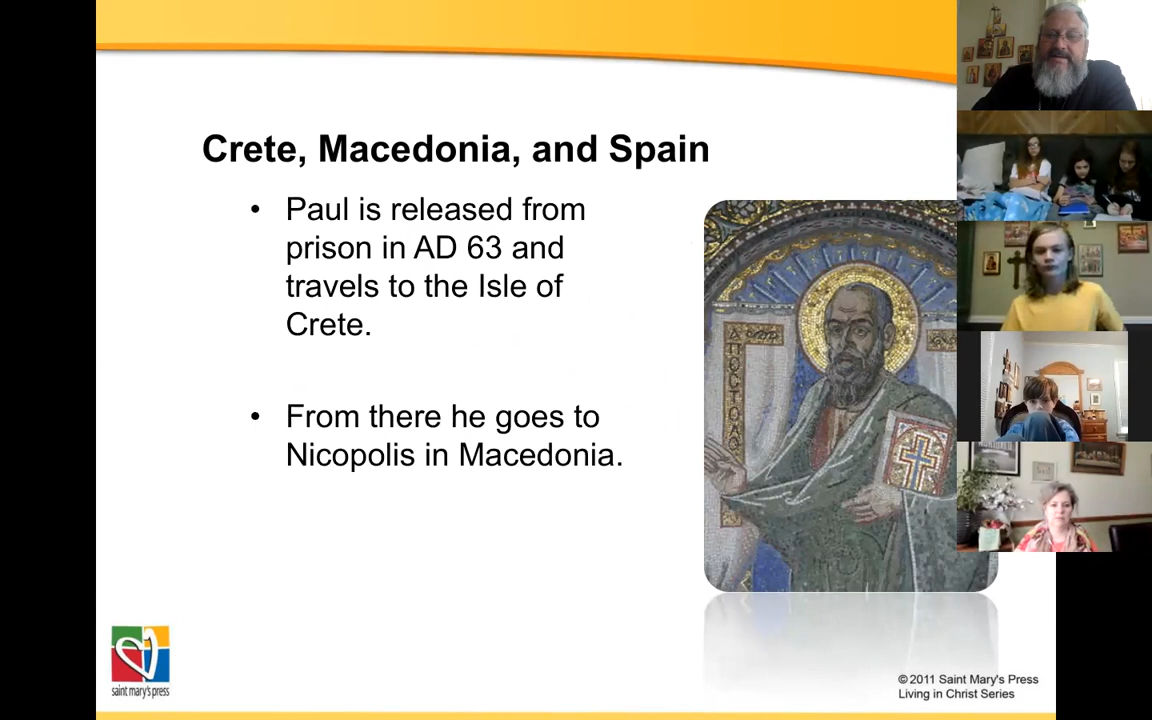 Crete, Macedonia, and Spain
• Paul is released from
prison in AD 63 and
travels to the Isle of
Crete.
• From there he goes to
Nicopolis in Macedonia.
ΑΠΟСΤΟΛΟС
saint mary's press
© 2011 Saint Mary's Press
Living in Christ Series